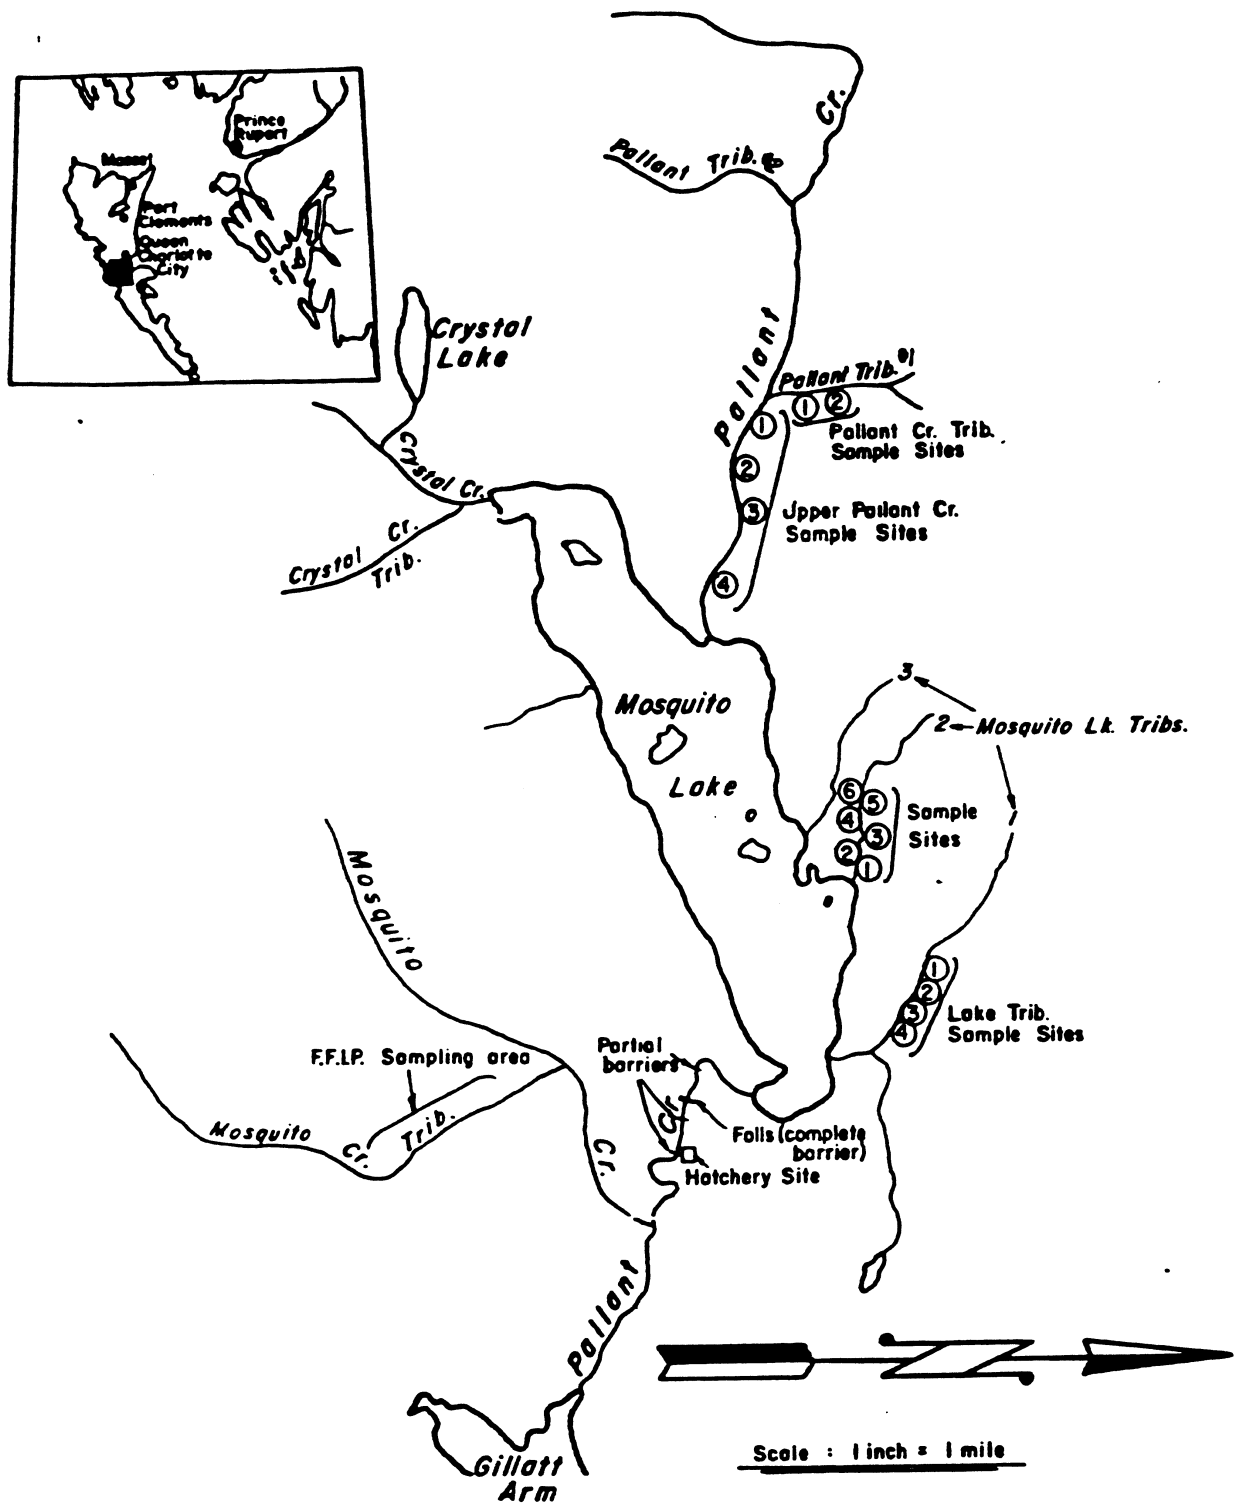 Cr.
Pallant Trib. #2
Prince
Rupert
Masset
Port
Clements
Queen
Charlotte
City
Crystal
Lake
Pallant
Pallant Trib. #1
1 2
Pallant Cr. Trib.
Sample Sites
1
2
3
4
Upper Pallant Cr.
Sample Sites
Crystal Cr.
Crystal Cr.
Trib.
Mosquito
Lake
3
2
Mosquito Lk. Tribs.
1
6
5
4
3
2
1
Sample
Sites
Mosquito
1
2
3
4
Lake Trib.
Sample Sites
F.F.I.P. Sampling area
Mosquito Cr. Trib.
Cr.
Partial
barriers
Cr.
Falls (complete
barrier)
Hatchery Site
Pallant
Gillatt
Arm
N
Scale : 1 inch = 1 mile